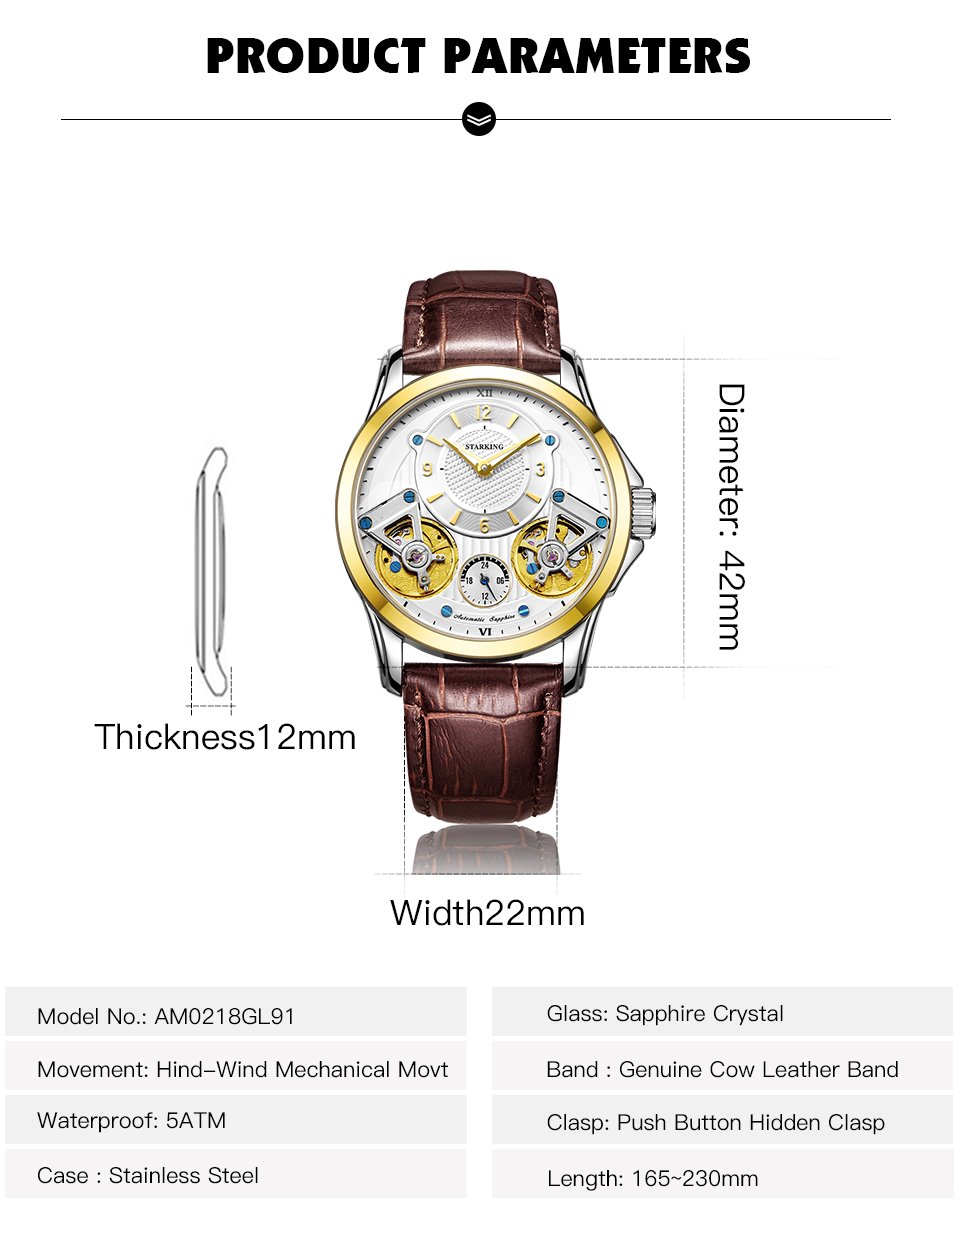 PRODUCT PARAMETERS
XII
12
STARKING
9
3
6
24
18
06
12
Automatic Sapphire
VI
Diameter: 42mm
Thickness12mm
Width22mm
Model No.: AM0218GL91
Glass: Sapphire Crystal
Movement: Hind-Wind Mechanical Movt
Band : Genuine Cow Leather Band
Waterproof: 5ATM
Clasp: Push Button Hidden Clasp
Case : Stainless Steel
Length: 165~230mm